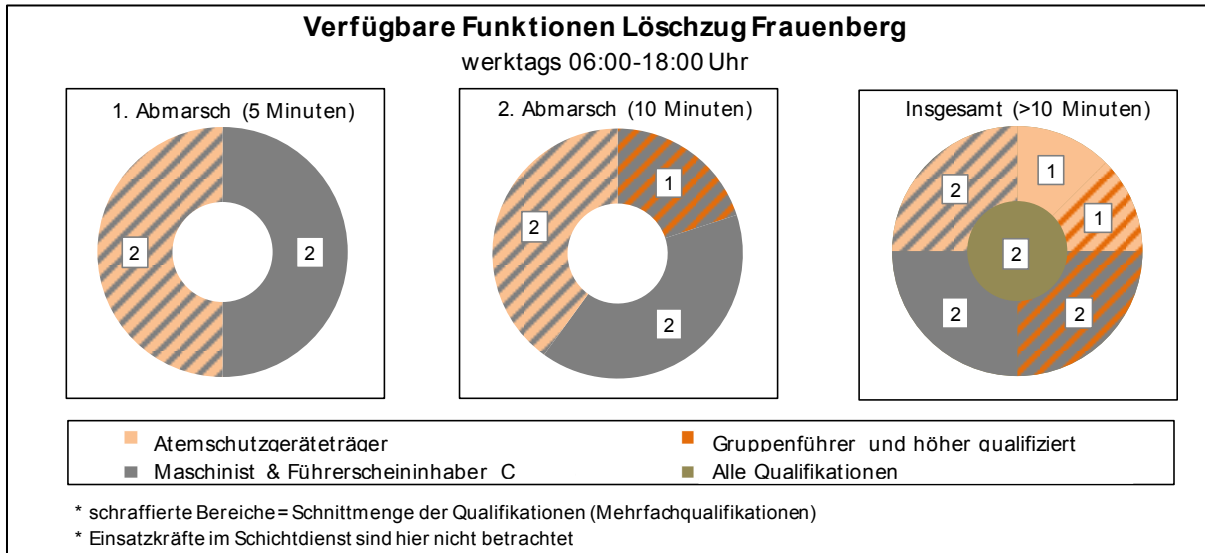 Verfügbare Funktionen Löschzug Frauenberg
werktags 06:00-18:00 Uhr
1. Abmarsch (5 Minuten)
2
2
2. Abmarsch (10 Minuten)
1
2
2
Insgesamt (>10 Minuten)
1
2
1
2
2
2
Atemschutzgeräteträger
Gruppenführer und höher qualifiziert
Maschinist & Führerscheininhaber C
Alle Qualifikationen
* schraffierte Bereiche = Schnittmenge der Qualifikationen (Mehrfachqualifikationen)
* Einsatzkräfte im Schichtdienst sind hier nicht betrachtet